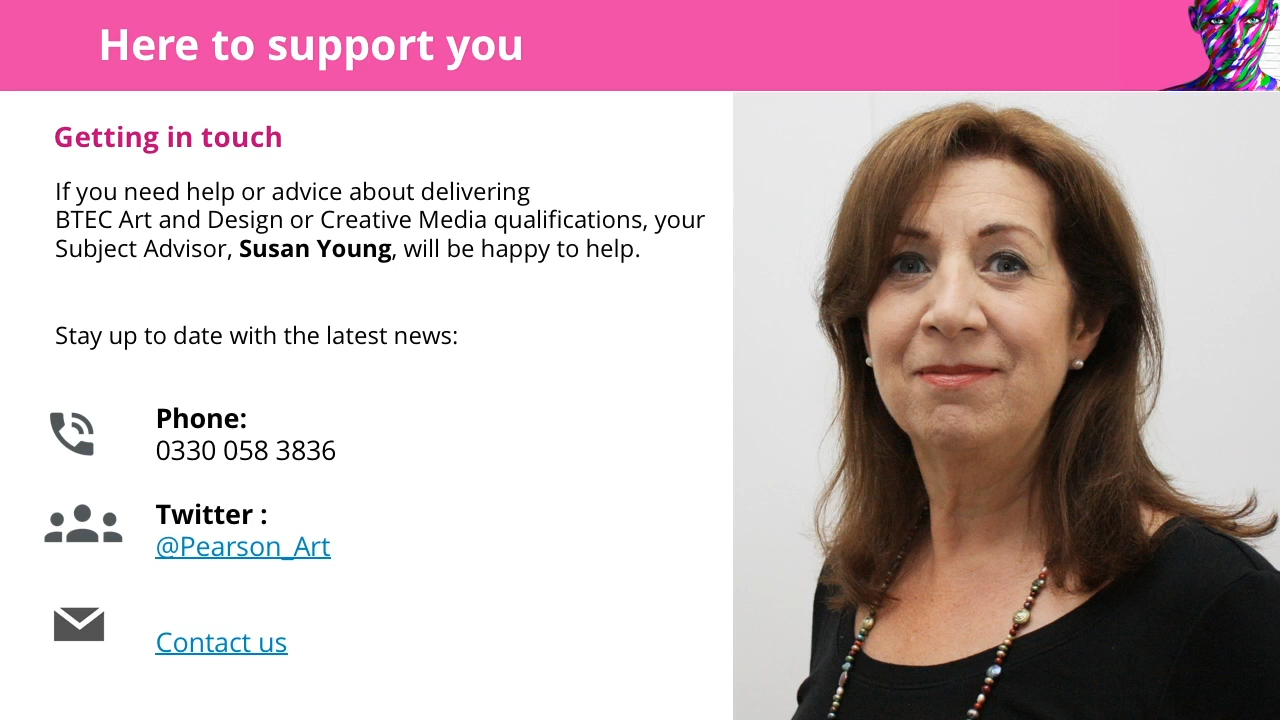 Here to support you
Getting in touch
If you need help or advice about delivering
BTEC Art and Design or Creative Media qualifications, your
Subject Advisor, Susan Young, will be happy to help.
Stay up to date with the latest news:
Phone:
0330 058 3836
Twitter :
@Pearson_Art
Contact us